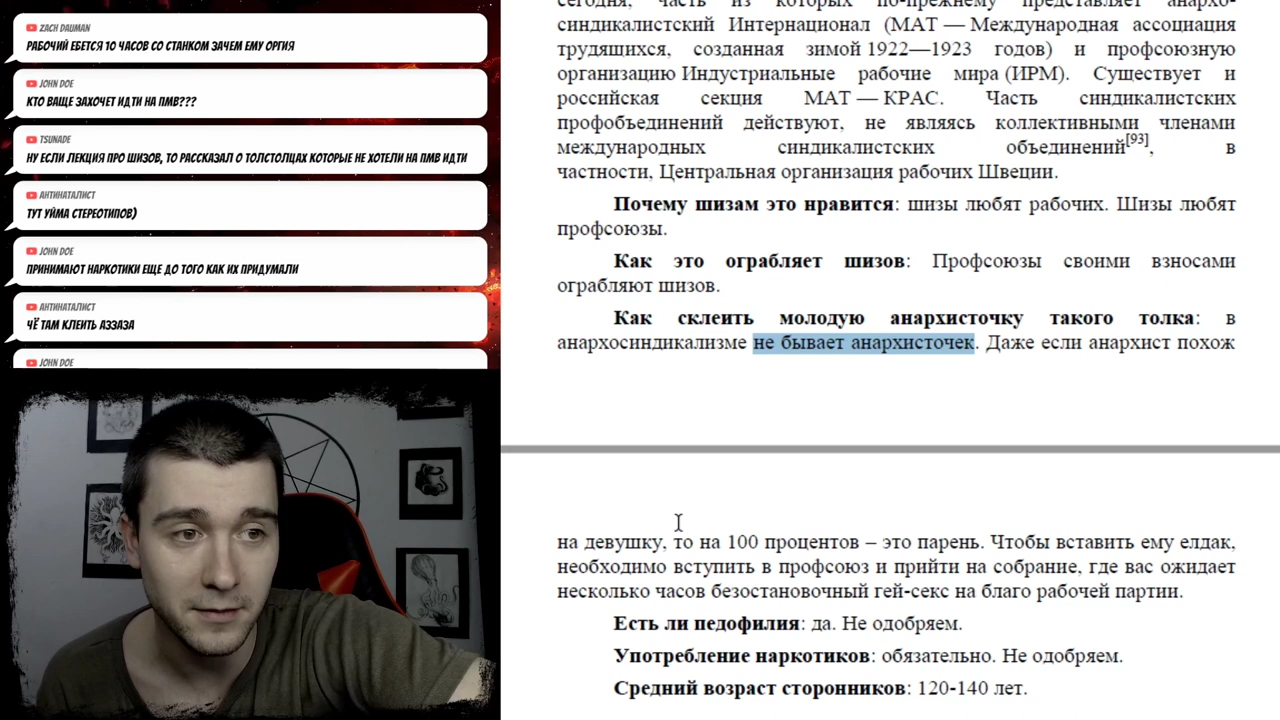 ZACH DAUMAN
РАБОЧИЙ ЕБЕТСЯ 10 ЧАСОВ СО СТАНКОМ ЗАЧЕМ ЕМУ ОРГИЯ
JOHN DOE
КТО ВАЩЕ ЗАХОЧЕТ ИДТИ НА ПМВ???
TSUNADE
НУ ЕСЛИ ЛЕКЦИЯ ПРО ШИЗОВ, ТО РАССКАЗАЛ О ТОЛСТОЛЦАХ КОТОРЫЕ НЕ ХОТЕЛИ НА ПМВ ИДТИ
АНТИНАТАЛИСТ
ТУТ УЙМА СТЕРЕОТИПОВ)
JOHN DOE
ПРИНИМАЮТ НАРКОТИКИ ЕЩЕ ДО ТОГО КАК ИХ ПРИДУМАЛИ
АНТИНАТАЛИСТ
ЧЁ ТАМ КЛЕИТЬ АЗЗАЗА
JOHN DOE
сегодня, часть из которых по-прежнему представляет анархо-
синдикалистский Интернационал (МАТ — Международная ассоциация
трудящихся, созданная зимой 1922—1923 годов) и профсоюзную
организацию Индустриальные рабочие мира (ИРМ). Существует и
российская секция МАТ — КРАС. Часть синдикалистских
профобъединений действуют, не являясь коллективными членами
международных синдикалистских объединений[93], в
частности, Центральная организация рабочих Швеции.
Почему шизам это нравится: шизы любят рабочих. Шизы любят
профсоюзы.
Как это ограбляет шизов: Профсоюзы своими взносами
ограбляют шизов.
Как склеить молодую анархисточку такого толка: в
анархосиндикализме не бывает анархисточек. Даже если анархист похож
на девушку, то на 100 процентов – это парень. Чтобы вставить ему елдак,
необходимо вступить в профсоюз и прийти на собрание, где вас ожидает
несколько часов безостановочный гей-секс на благо рабочей партии.
Есть ли педофилия: да. Не одобряем.
Употребление наркотиков: обязательно. Не одобряем.
Средний возраст сторонников: 120-140 лет.